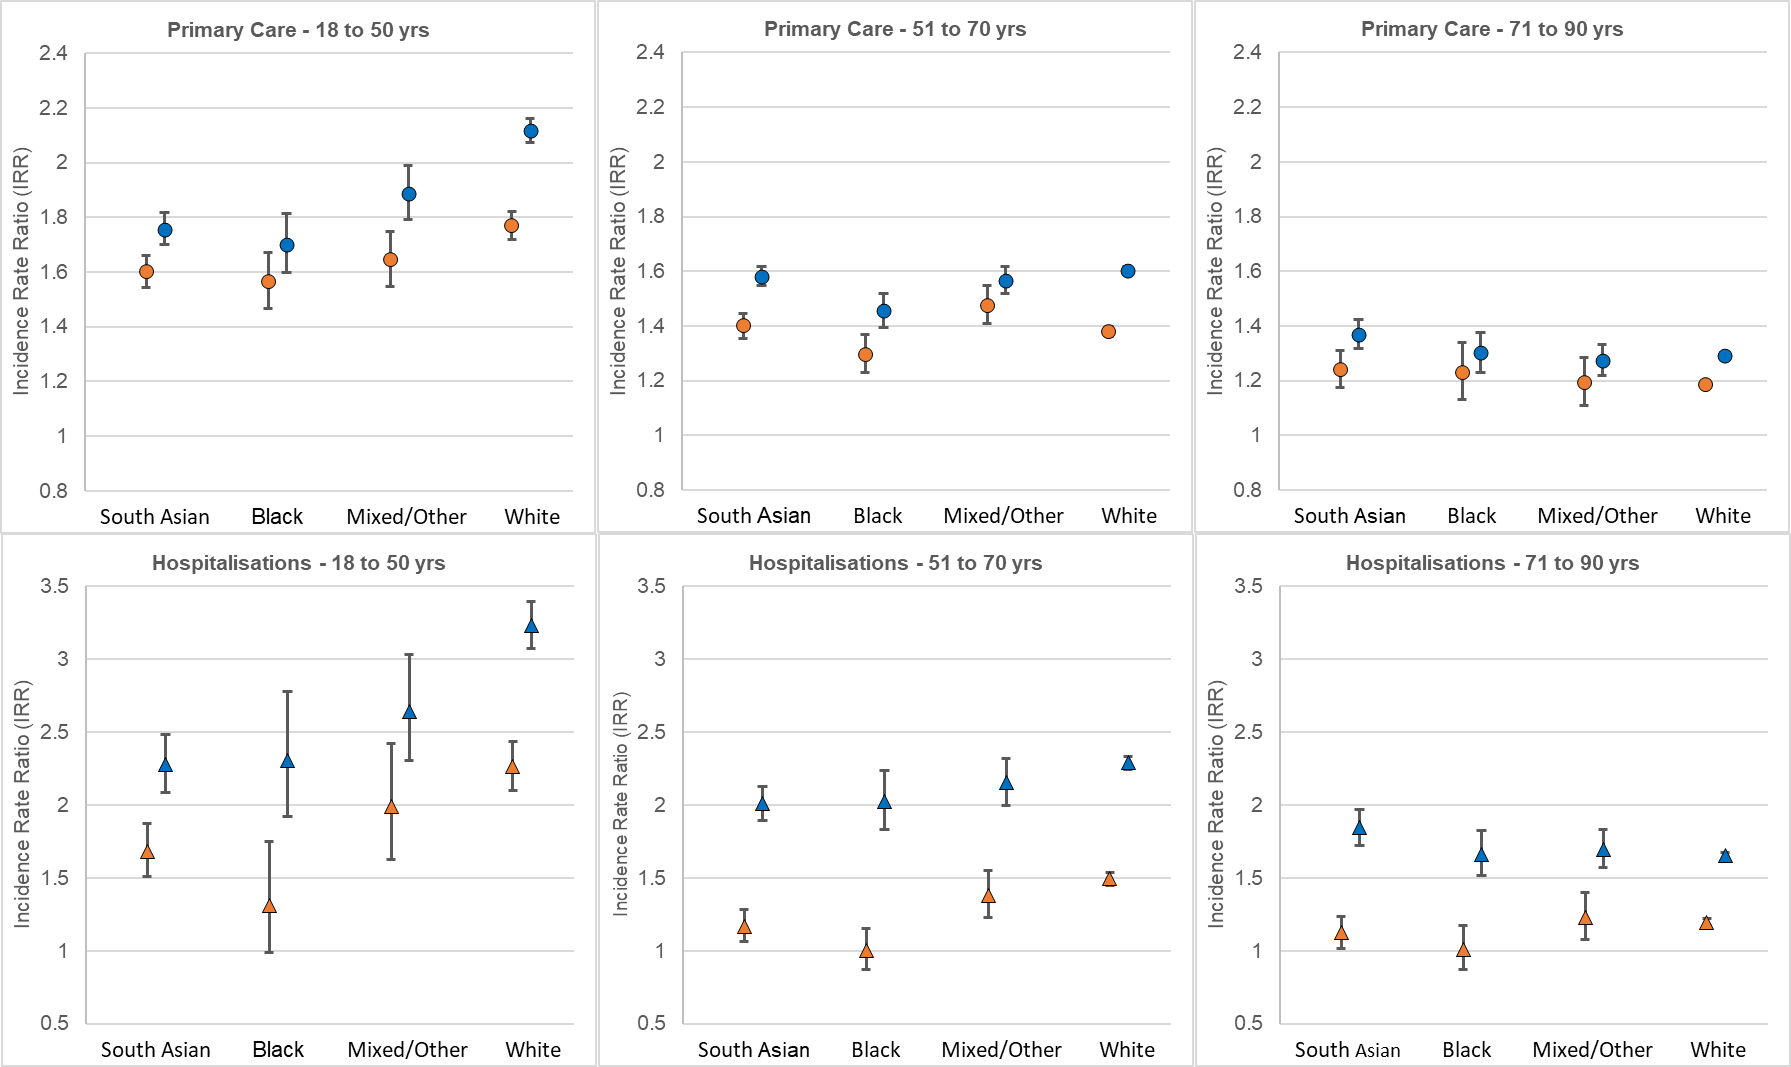 Primary Care - 18 to 50 yrs
2.4
2.2
2
1.8
1.6
1.4
1.2
1
0.8
Incidence Rate Ratio (IRR)
South Asian Black Mixed/Other White
Primary Care - 51 to 70 yrs
2.4
2.2
2
1.8
1.6
1.4
1.2
1
0.8
Incidence Rate Ratio (IRR)
South Asian Black Mixed/Other White
Primary Care - 71 to 90 yrs
2.4
2.2
2
1.8
1.6
1.4
1.2
1
0.8
Incidence Rate Ratio (IRR)
South Asian Black Mixed/Other White
Hospitalisations - 18 to 50 yrs
3.5
3
2.5
2
1.5
1
0.5
Incidence Rate Ratio (IRR)
South Asian Black Mixed/Other White
Hospitalisations - 51 to 70 yrs
3.5
3
2.5
2
1.5
1
0.5
Incidence Rate Ratio (IRR)
South Asian Black Mixed/Other White
Hospitalisations - 71 to 90 yrs
3.5
3
2.5
2
1.5
1
0.5
Incidence Rate Ratio (IRR)
South Asian Black Mixed/Other White